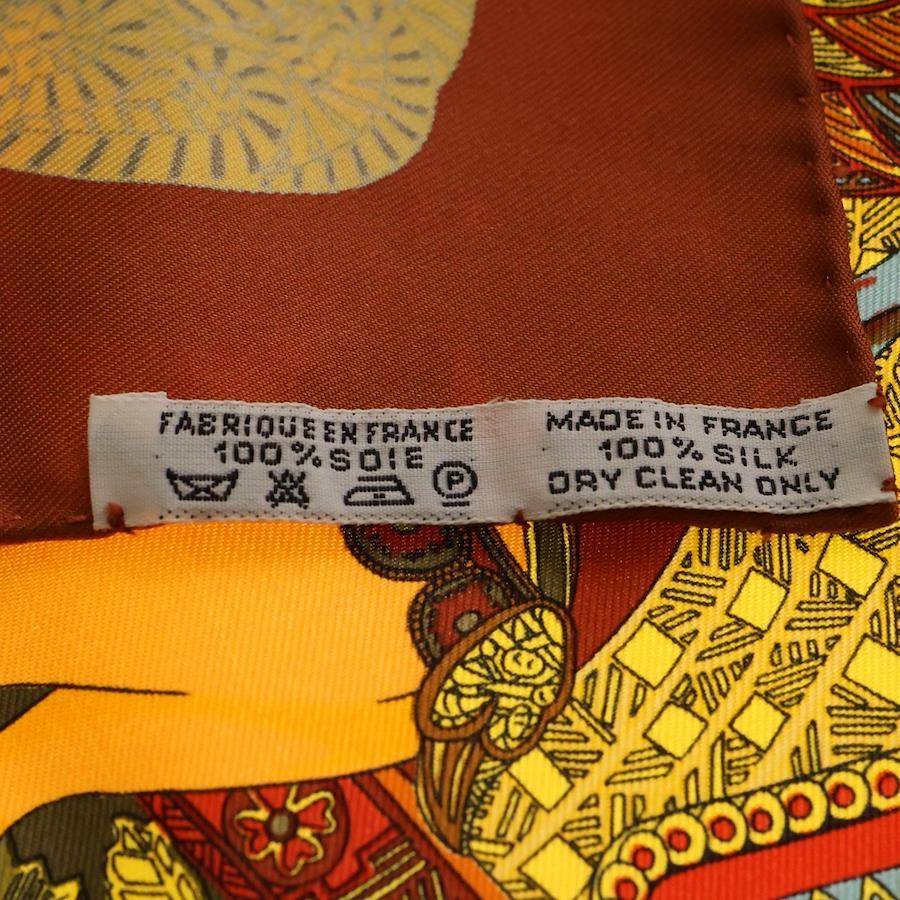 FABRIQUE EN FRANCE
100% SOIE
P
MADE IN FRANCE
100% SILK
DRY CLEAN ONLY